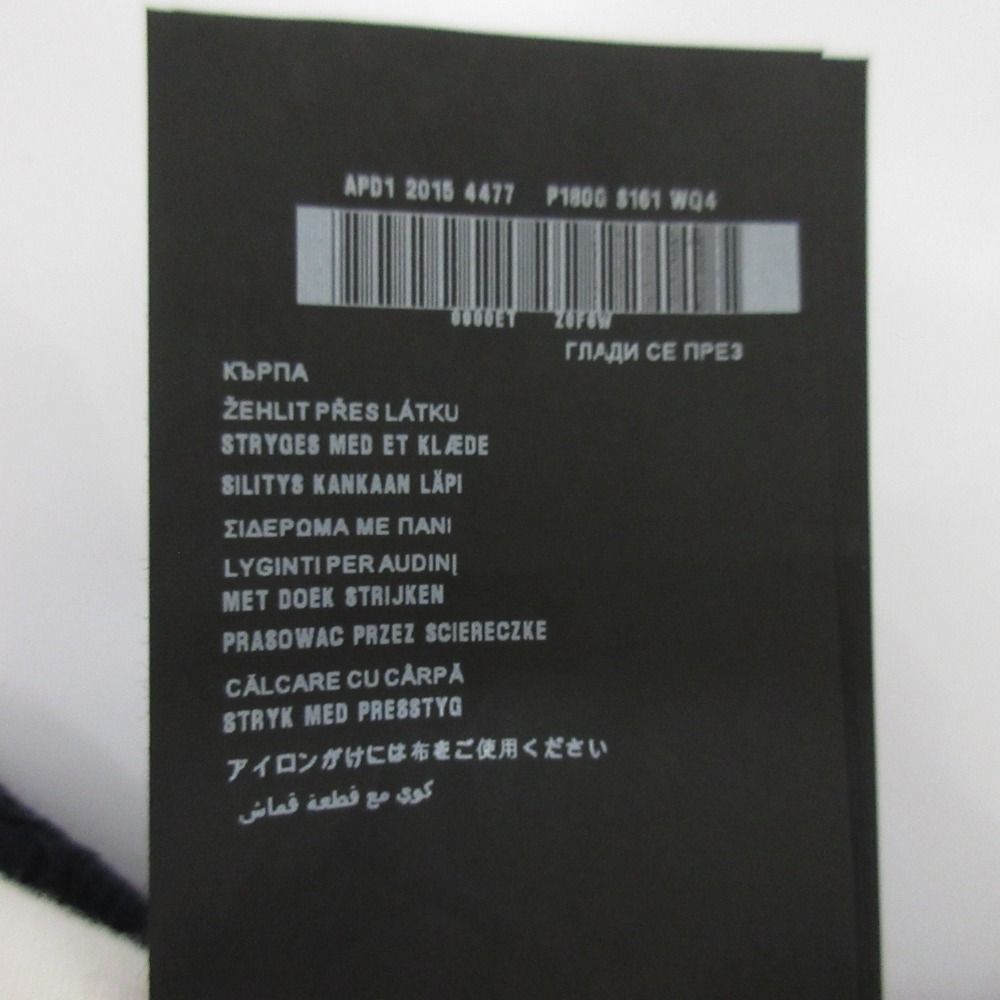 APD1 2015 4477 P180G S161 WQ4
ГЛАДИ СЕ ПРЕЗ
КЪРПА
ŽEHLIT PŘES LÁTKU
STRYGES MED ET KLÆDE
SILITYS KANKAAN LÄPI
ΣΙΔΕΡΩΜΑ ΜΕ ΠΑΝΙ
LYGINTI PER AUDINĮ
MET DOEK STRIJKEN
PRASOWAC PRZEZ SCIERECZKE
CĂLCARE CU CÂRPĂ
STRYK MED PRESSTYG
アイロンがけには布をご使用ください
كوي مع قطعة قماش